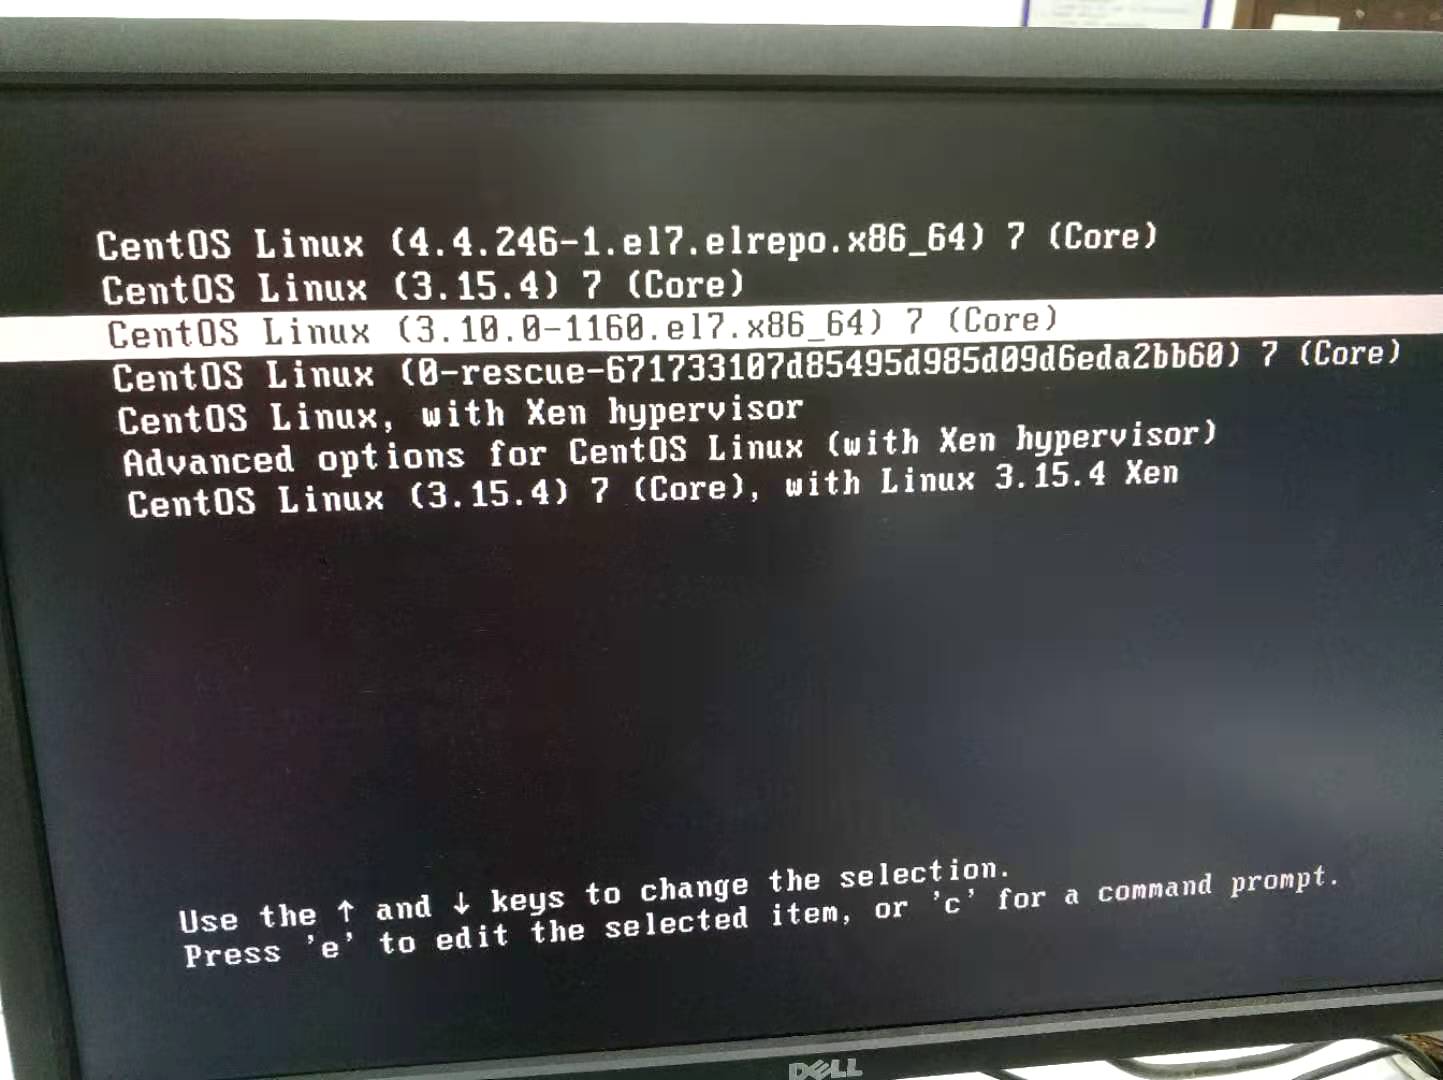 CentOS Linux (4.4.246-1.el7.elrepo.x86_64) 7 (Core)
CentOS Linux (3.15.4) 7 (Core)
CentOS Linux (3.10.0-1160.el7.x86_64) 7 (Core)
CentOS Linux (0-rescue-671733107d85495d985d09d6eda2bb60) 7 (Core)
CentOS Linux, with Xen hypervisor
Advanced options for CentOS Linux (with Xen hypervisor)
CentOS Linux (3.15.4) 7 (Core), with Linux 3.15.4 Xen
Use the ↑ and ↓ keys to change the selection.
Press 'e' to edit the selected item, or 'c' for a command prompt.
DELL